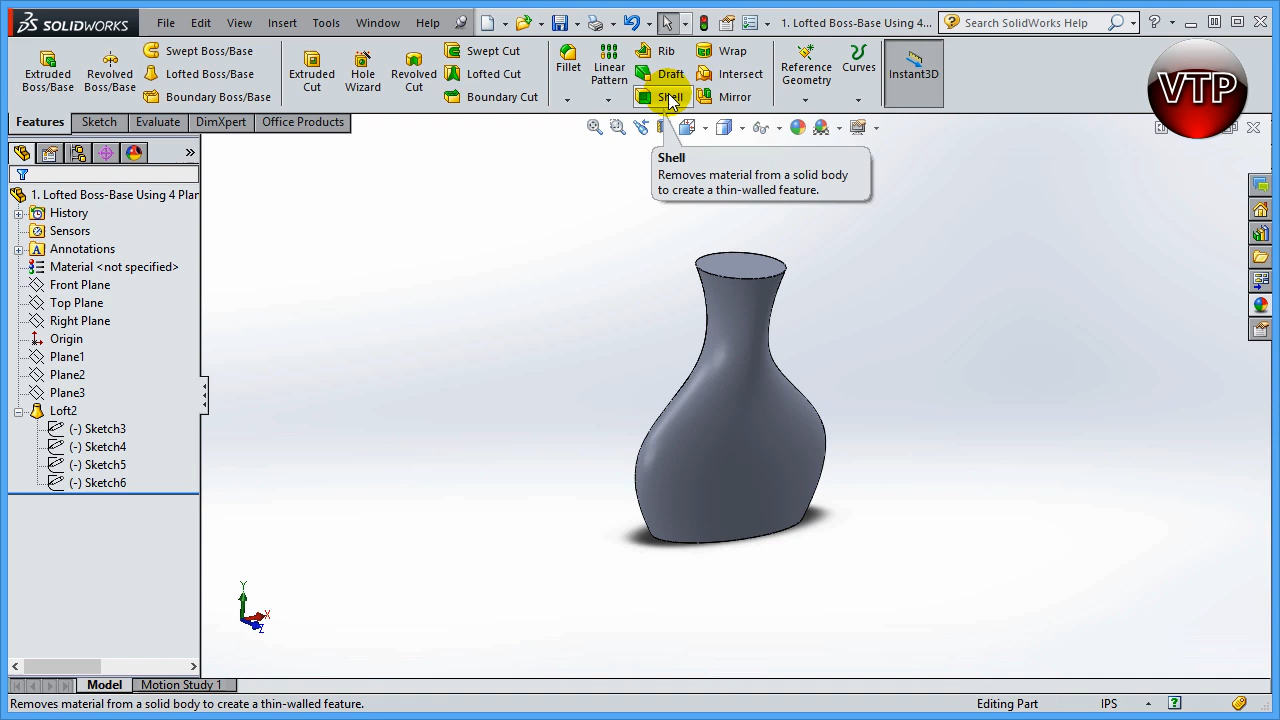 SOLIDWORKS File Edit View Insert Tools Window Help 1. Lofted Boss-Base Using 4... Search SolidWorks Help
Extruded Boss/Base
Revolved Boss/Base
Swept Boss/Base
Lofted Boss/Base
Boundary Boss/Base
Extruded Cut
Hole Wizard
Revolved Cut
Swept Cut
Lofted Cut
Boundary Cut
Fillet
Linear Pattern
Rib
Draft
Shell
Wrap
Intersect
Mirror
Reference Geometry
Curves
Instant3D
VTP
Features Sketch Evaluate DimXpert Office Products
Shell
Removes material from a solid body
to create a thin-walled feature.
1. Lofted Boss-Base Using 4 Plan
History
Sensors
A Annotations
Material <not specified>
Front Plane
Top Plane
Right Plane
Origin
Plane1
Plane2
Plane3
Loft2
(-) Sketch3
(-) Sketch4
(-) Sketch5
(-) Sketch6
Y
X
Z
Model Motion Study 1
Removes material from a solid body to create a thin-walled feature. Editing Part IPS ?